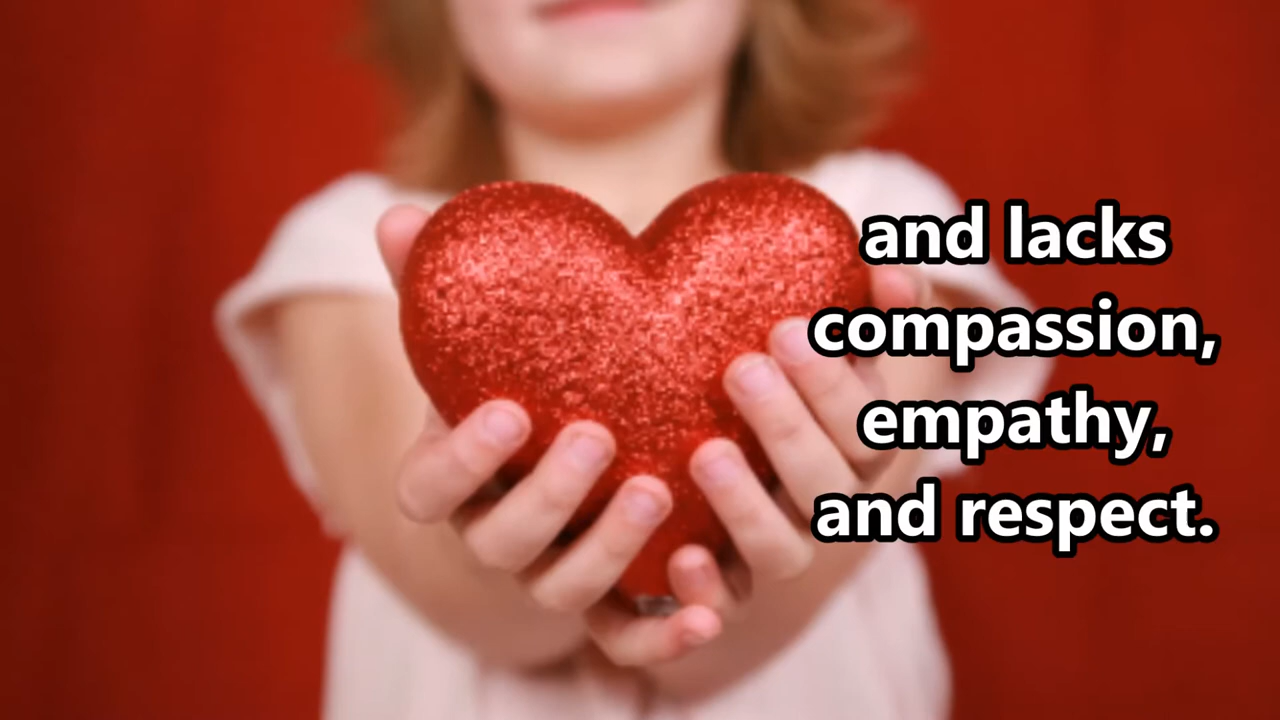 and lacks
compassion,
empathy,
and respect.